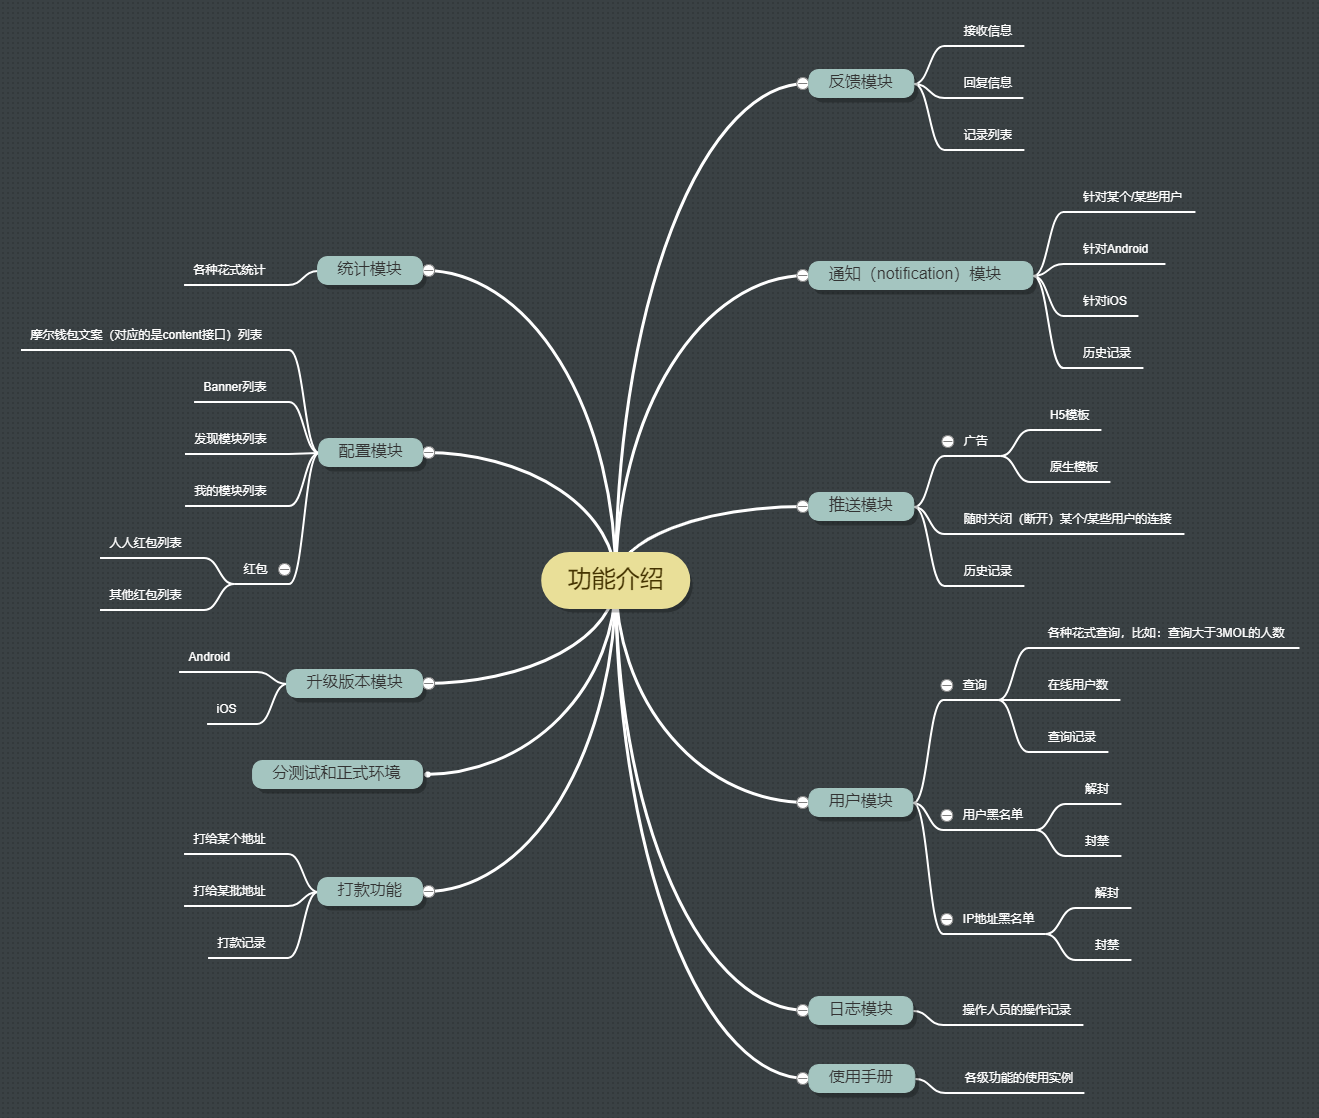 功能介绍
反馈模块
接收信息
回复信息
记录列表
通知（notification）模块
针对某个/某些用户
针对Android
针对iOS
历史记录
推送模块
广告
H5模板
原生模板
随时关闭（断开）某个/某些用户的连接
历史记录
用户模块
查询
各种花式查询，比如：查询大于3MOL的人数
在线用户数
查询记录
用户黑名单
解封
封禁
IP地址黑名单
解封
封禁
日志模块
操作人员的操作记录
使用手册
各级功能的使用实例
统计模块
各种花式统计
配置模块
摩尔钱包文案（对应的是content接口）列表
Banner列表
发现模块列表
我的模块列表
红包
人人红包列表
其他红包列表
升级版本模块
Android
iOS
分测试和正式环境
打款功能
打给某个地址
打给某批地址
打款记录